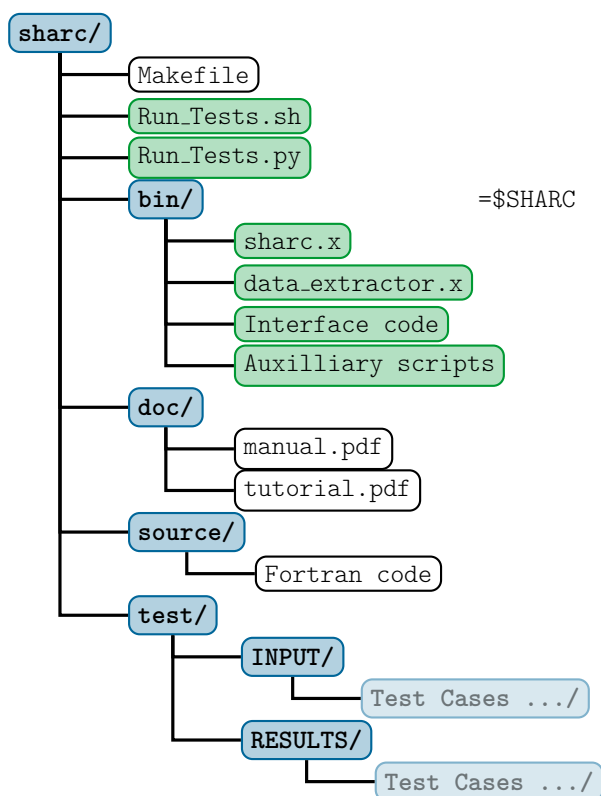 sharc/
Makefile
Run_Tests.sh
Run_Tests.py
bin/ =$SHARC
sharc.x
data_extractor.x
Interface code
Auxilliary scripts
doc/
manual.pdf
tutorial.pdf
source/
Fortran code
test/
INPUT/
Test Cases .../
RESULTS/
Test Cases .../